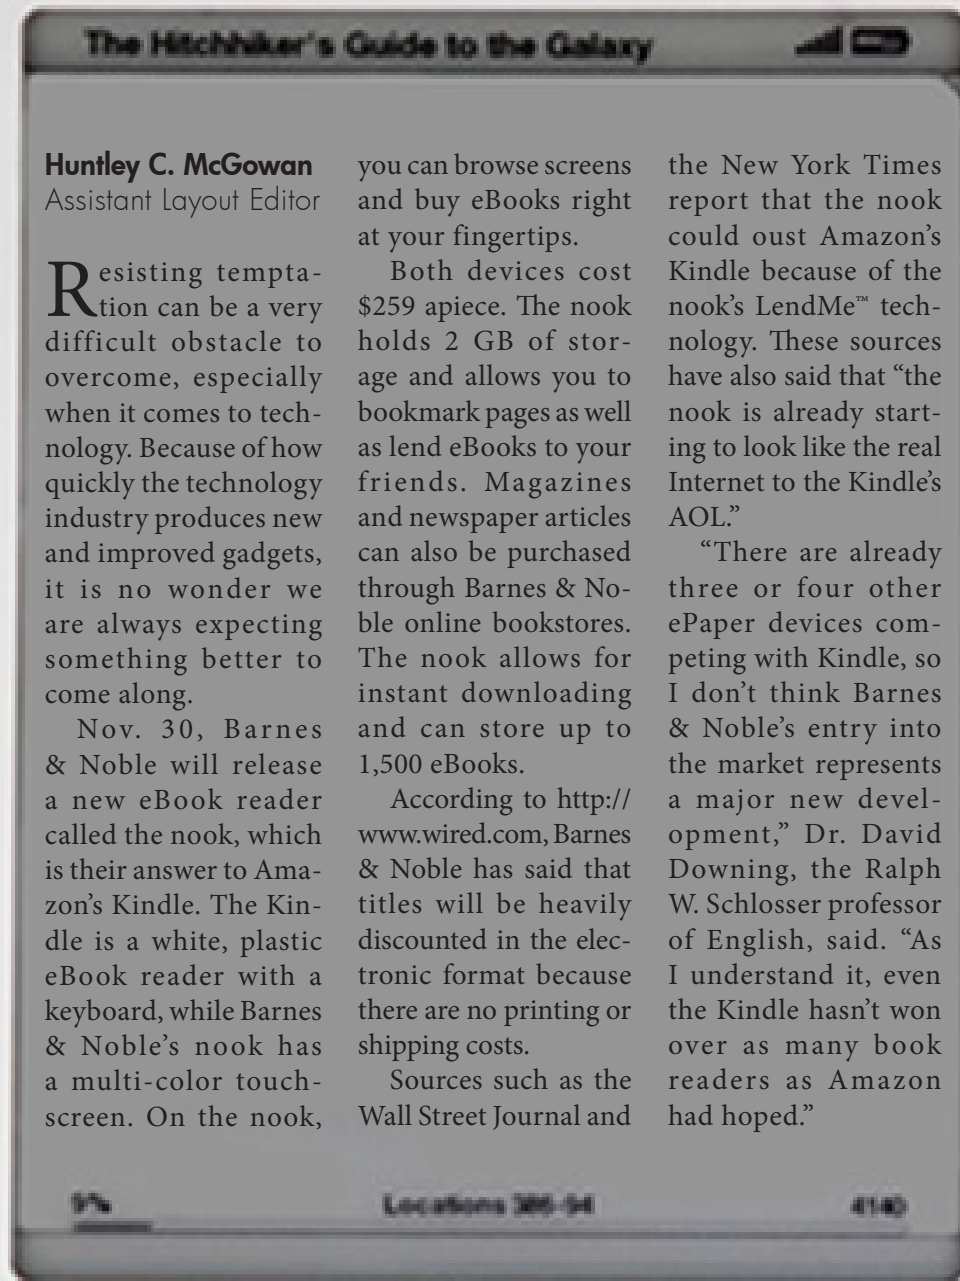 The Hitchhiker's Guide to the Galaxy
Huntley C. McGowan
Assistant Layout Editor
Resisting tempta-
tion can be a very
difficult obstacle to
overcome, especially
when it comes to tech-
nology. Because of how
quickly the technology
industry produces new
and improved gadgets,
it is no wonder we
are always expecting
something better to
come along.
Nov. 30, Barnes
& Noble will release
a new eBook reader
called the nook, which
is their answer to Ama-
zon's Kindle. The Kin-
dle is a white, plastic
eBook reader with a
keyboard, while Barnes
& Noble's nook has
a multi-color touch-
screen. On the nook,
you can browse screens
and buy eBooks right
at your fingertips.
Both devices cost
$259 apiece. The nook
holds 2 GB of stor-
age and allows you to
bookmark pages as well
as lend eBooks to your
friends. Magazines
and newspaper articles
can also be purchased
through Barnes & No-
ble online bookstores.
The nook allows for
instant downloading
and can store up to
1,500 eBooks.
According to http://
www.wired.com, Barnes
& Noble has said that
titles will be heavily
discounted in the elec-
tronic format because
there are no printing or
shipping costs.
Sources such as the
Wall Street Journal and
the New York Times
report that the nook
could oust Amazon's
Kindle because of the
nook's LendMe™ tech-
nology. These sources
have also said that “the
nook is already start-
ing to look like the real
Internet to the Kindle's
AOL.”
“There are already
three or four other
ePaper devices com-
peting with Kindle, so
I don't think Barnes
& Noble's entry into
the market represents
a major new devel-
opment,” Dr. David
Downing, the Ralph
W. Schlosser professor
of English, said. “As
I understand it, even
the Kindle hasn't won
over as many book
readers as Amazon
had hoped.”
9%
Locations 386-94
4140